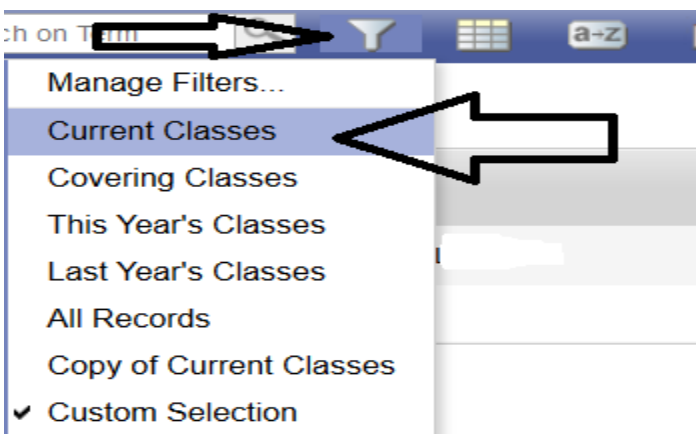 ch on Term
a-z
Manage Filters...
Current Classes
Covering Classes
This Year's Classes
Last Year's Classes
All Records
Copy of Current Classes
Custom Selection